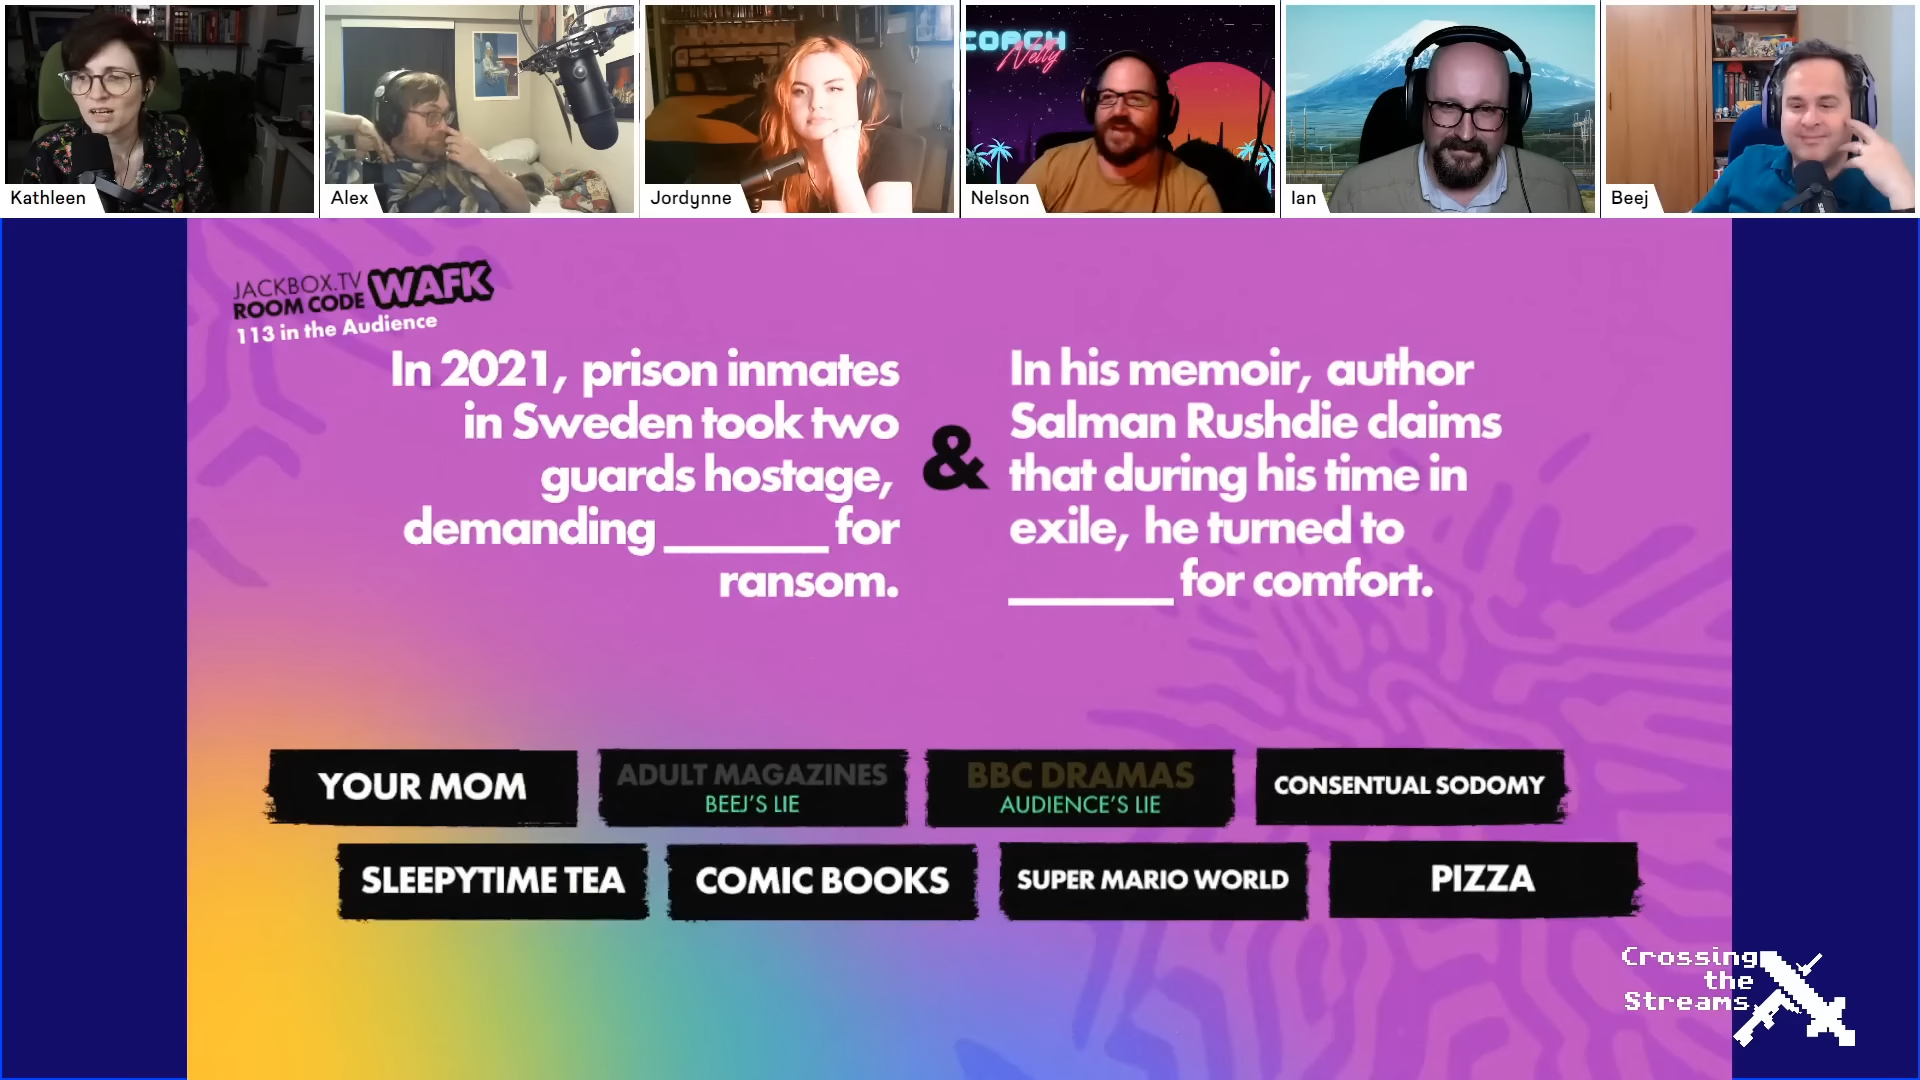 Kathleen
Alex
Jordynne
COACH
Nelly
Nelson
Ian
Beej
JACKBOX.TV
ROOM CODE WAFK
113 in the Audience
In 2021, prison inmates
in Sweden took two
guards hostage,
demanding ______ for
ransom.
&
In his memoir, author
Salman Rushdie claims
that during his time in
exile, he turned to
______ for comfort.
YOUR MOM
ADULT MAGAZINES
BEEJ'S LIE
BBC DRAMAS
AUDIENCE'S LIE
CONSENTUAL SODOMY
SLEEPYTIME TEA
COMIC BOOKS
SUPER MARIO WORLD
PIZZA
Crossing
the
Streams